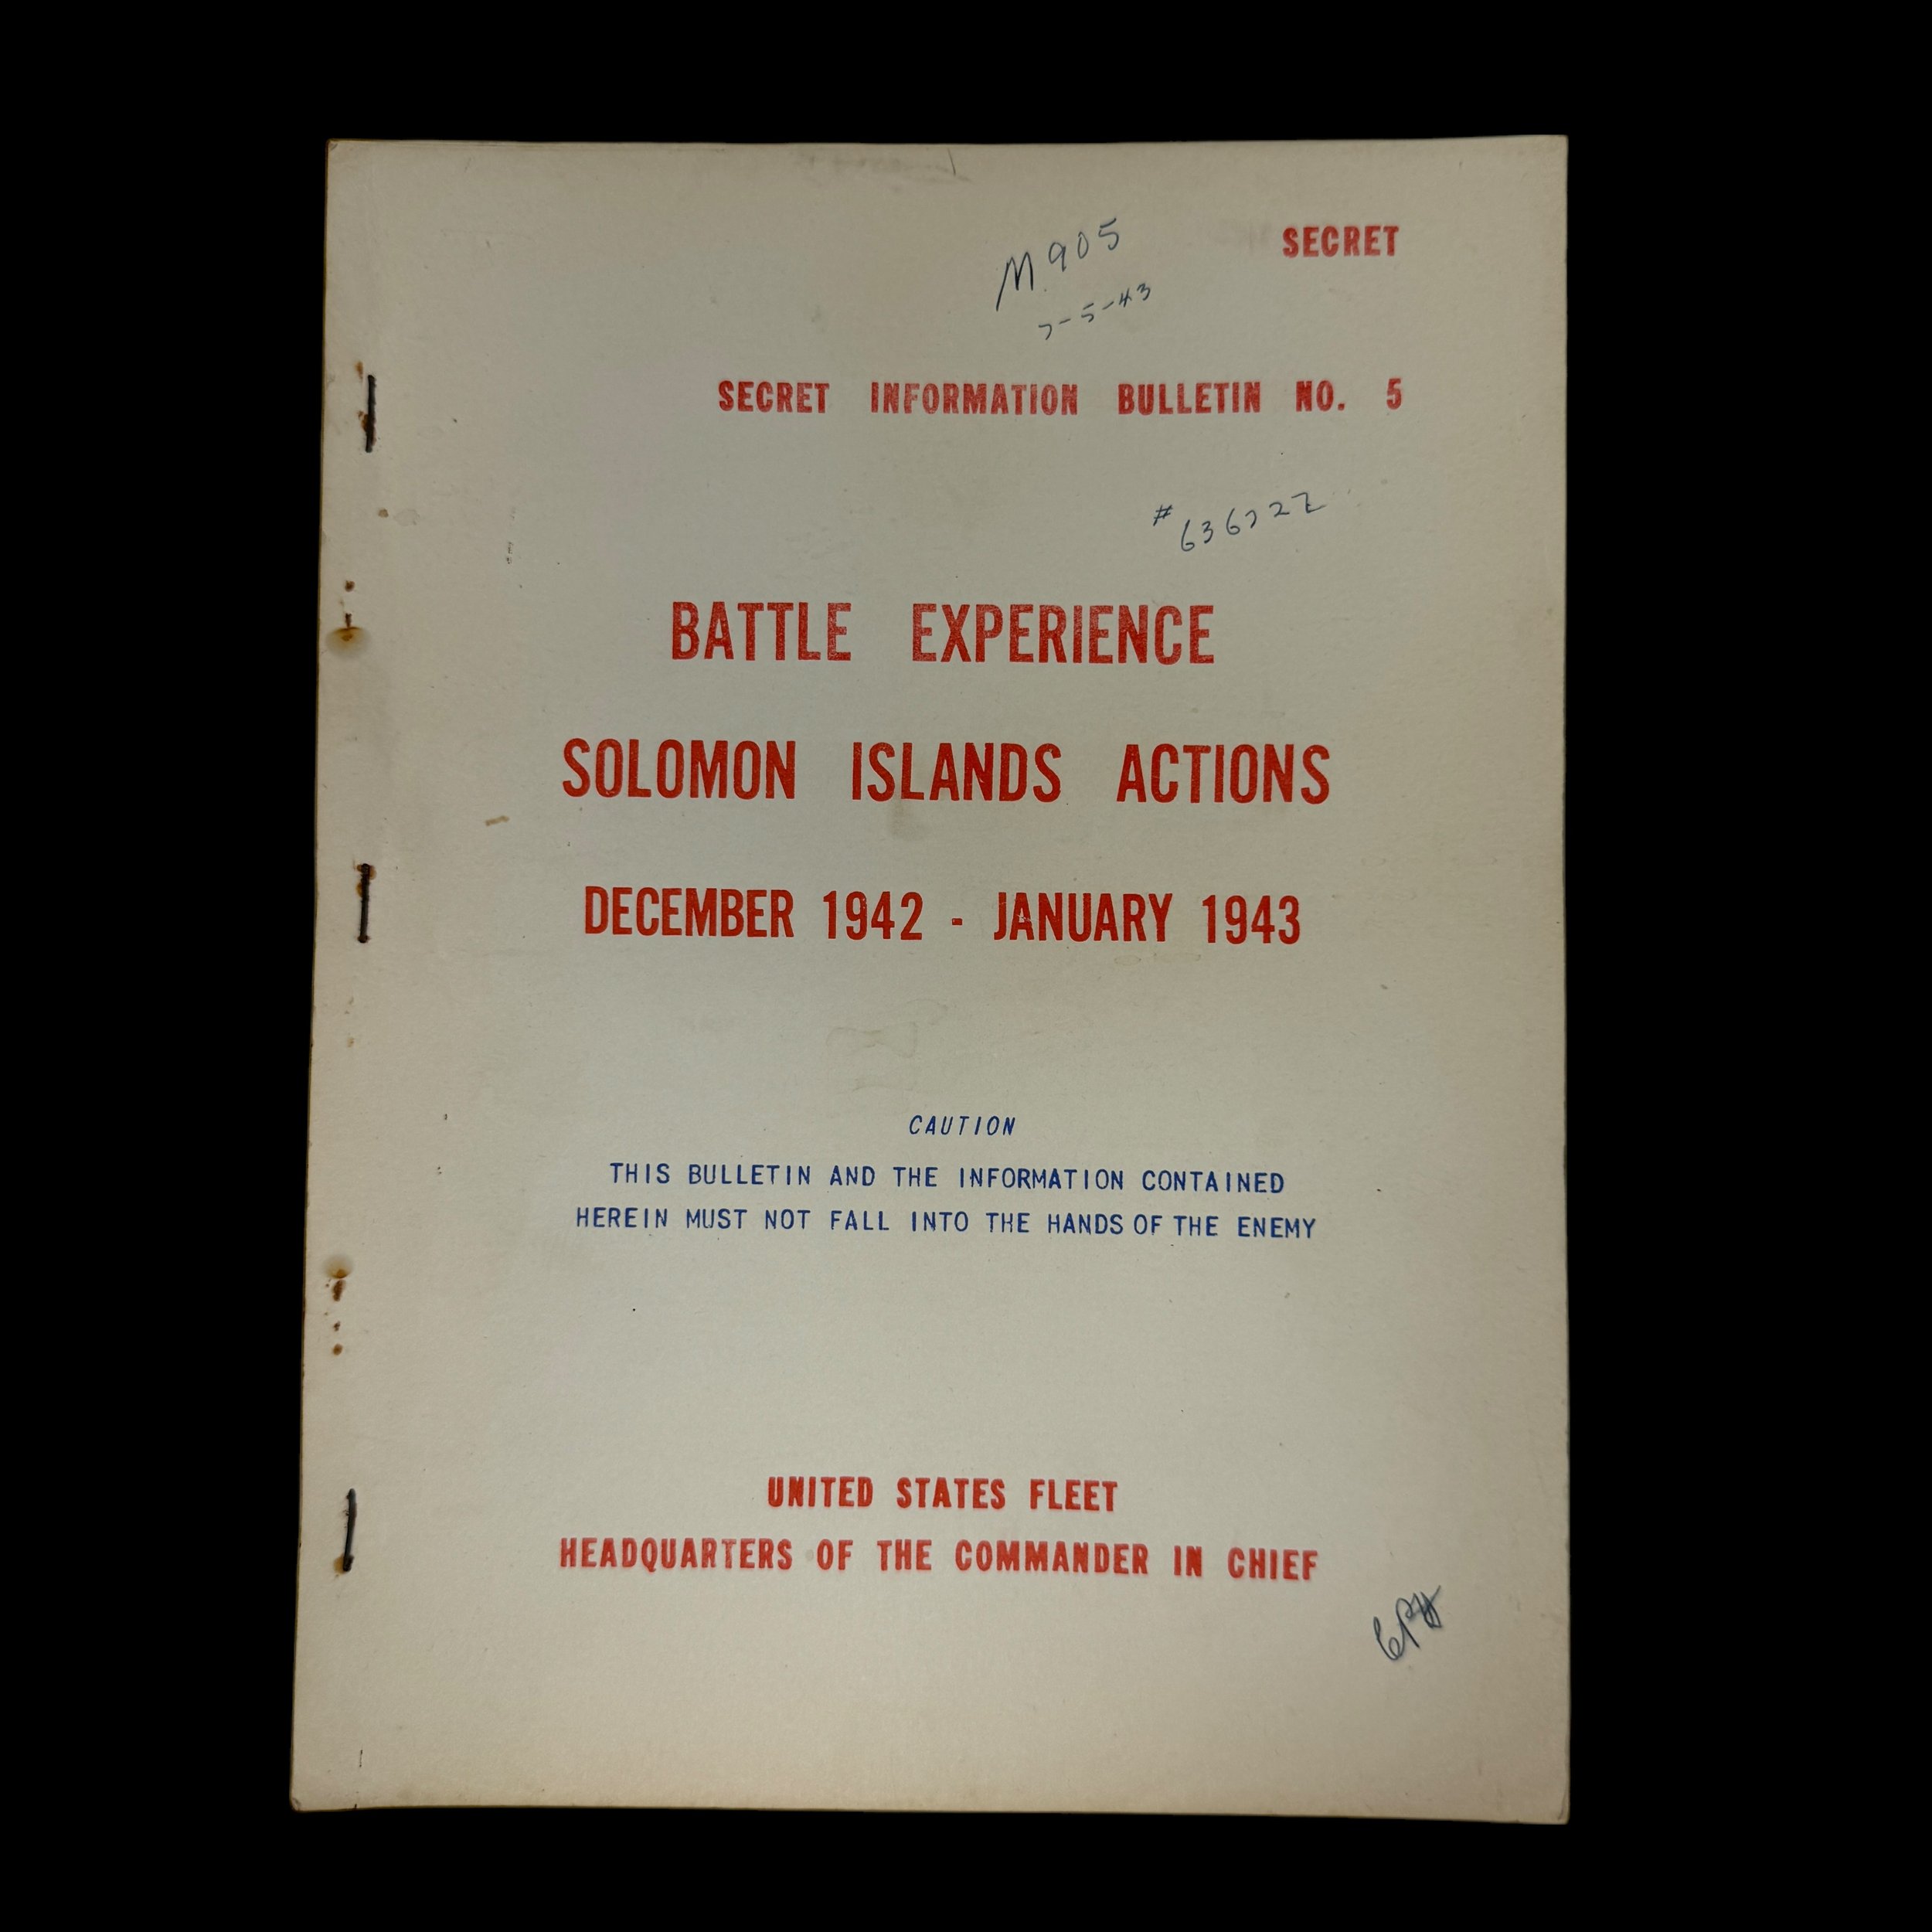 SECRET
M 905
7-5-43
SECRET INFORMATION BULLETIN NO. 5
# 636722
BATTLE EXPERIENCE
SOLOMON ISLANDS ACTIONS
DECEMBER 1942 - JANUARY 1943
CAUTION
THIS BULLETIN AND THE INFORMATION CONTAINED
HEREIN MUST NOT FALL INTO THE HANDS OF THE ENEMY
UNITED STATES FLEET
HEADQUARTERS OF THE COMMANDER IN CHIEF